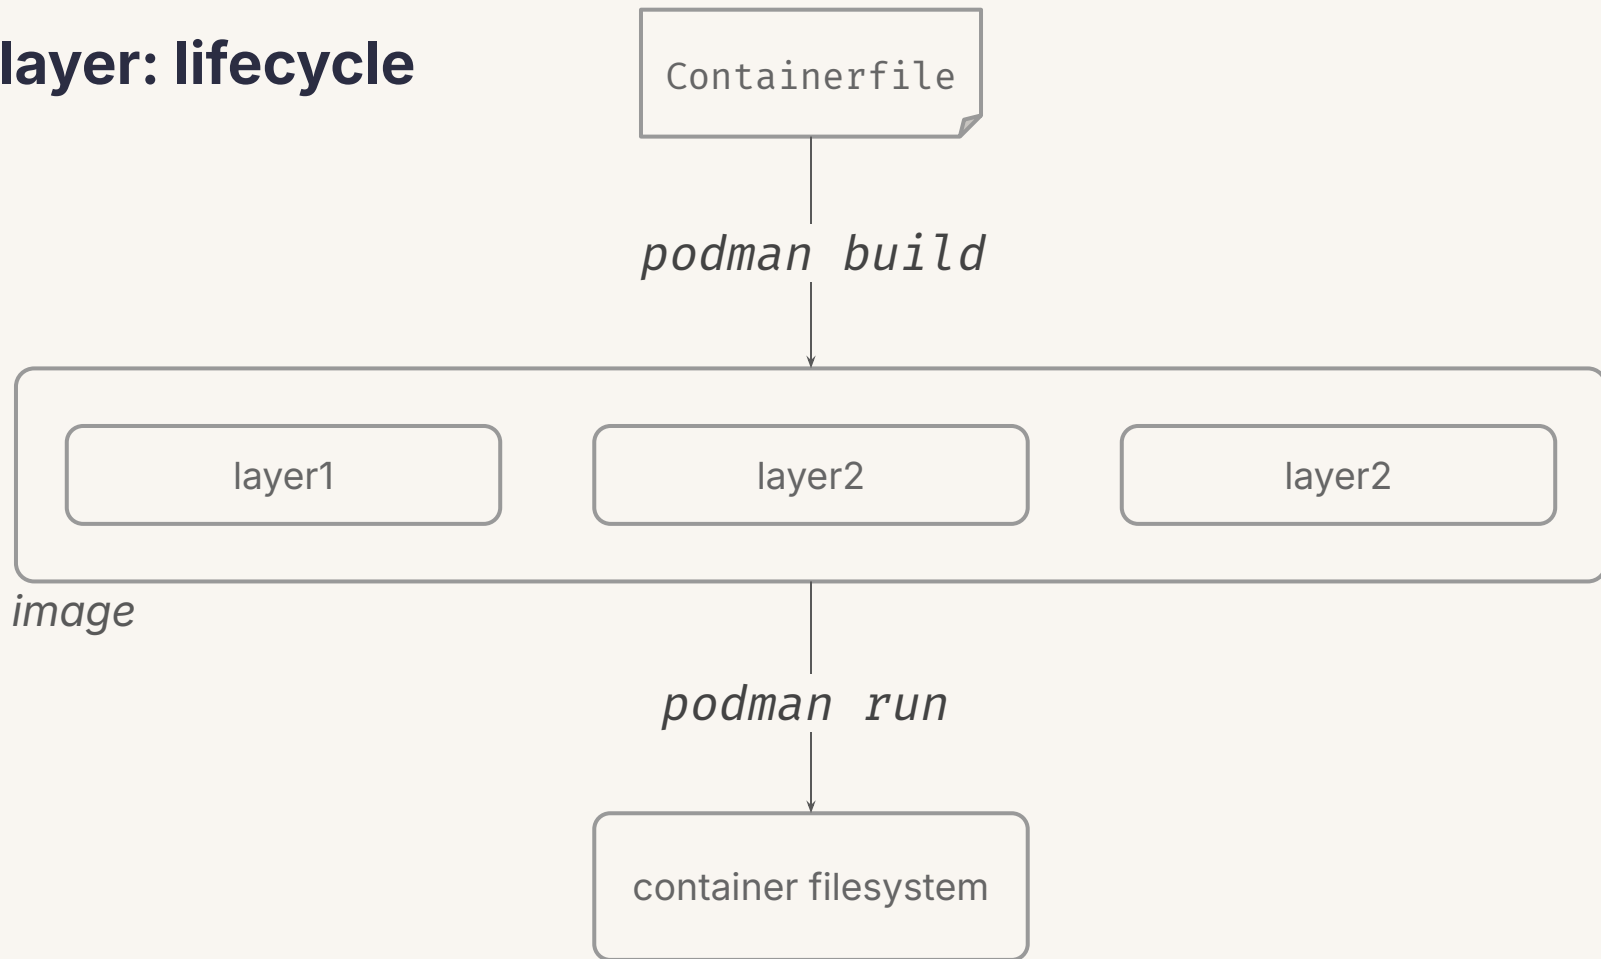 layer: lifecycle
Containerfile
podman build
layer1
layer2
layer2
image
podman run
container filesystem